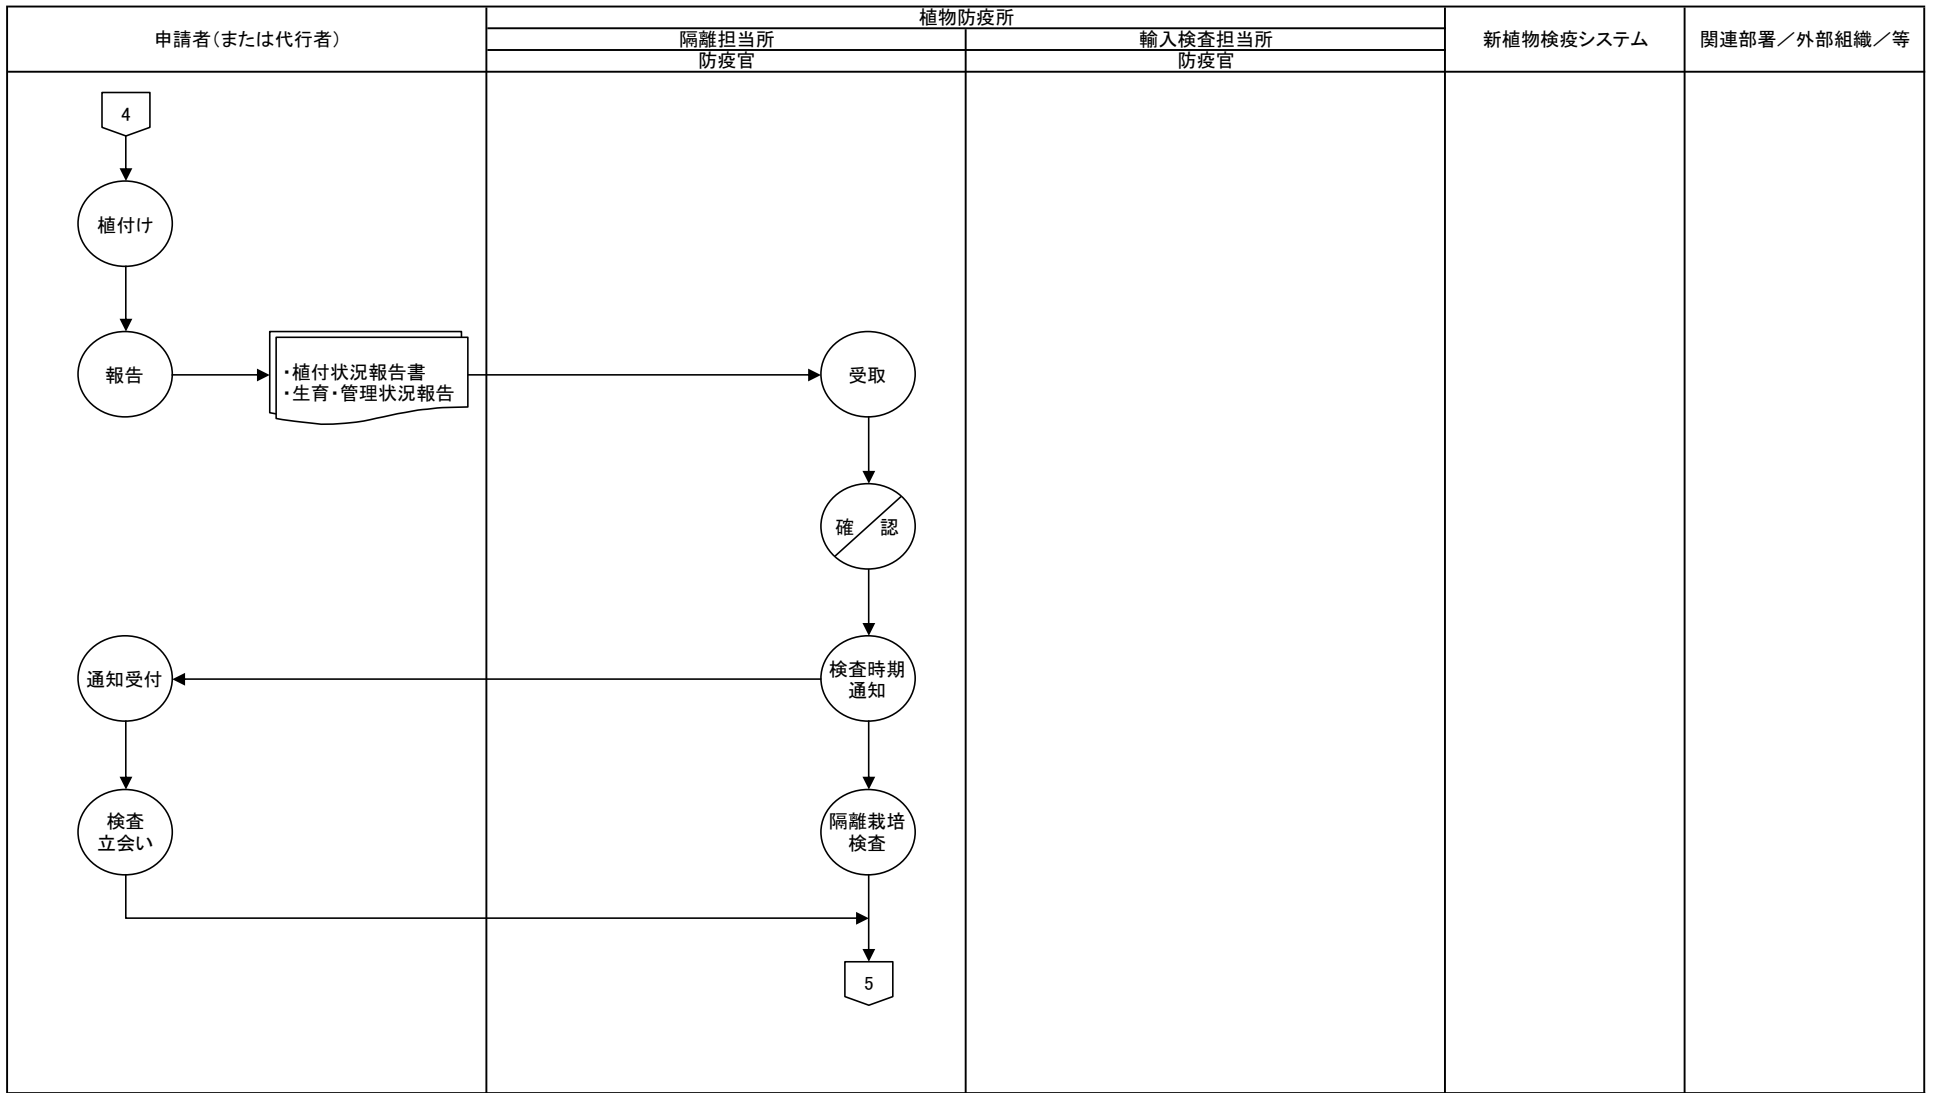 植物防疫所
申請者(または代行者)
隔離担当所
輸入検査担当所
新植物検疫システム
関連部署／外部組織／等
防疫官
防疫官
4
植付け
報告
・植付状況報告書
・生育・管理状況報告
受取
確 認
通知受付
検査時期
通知
検査
立会い
隔離栽培
検査
5